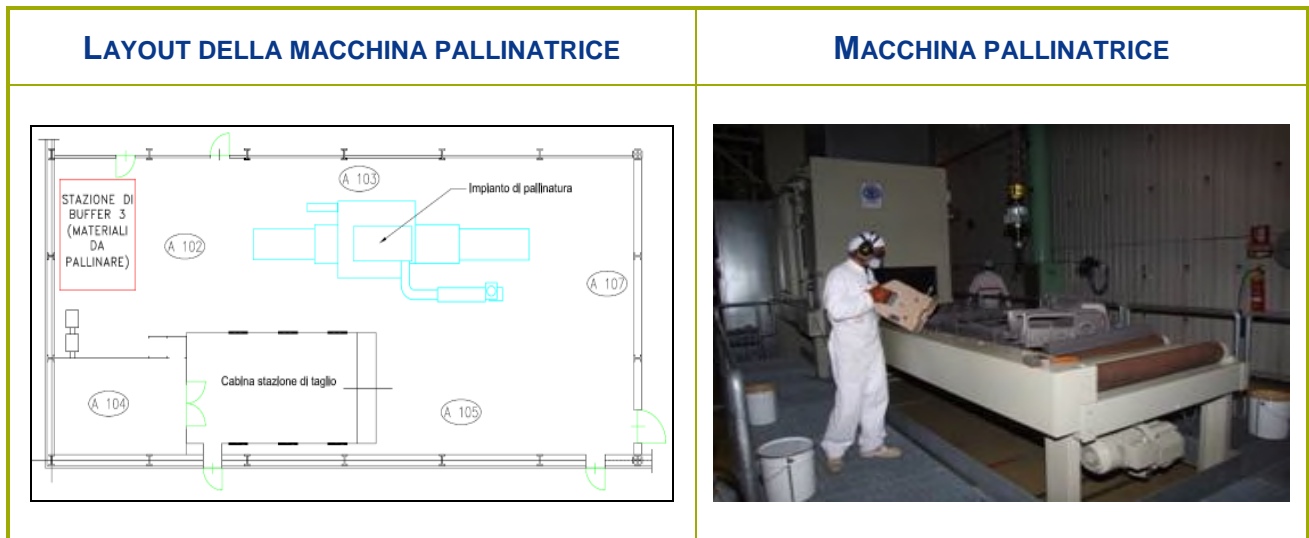 LAYOUT DELLA MACCHINA PALLINATRICE
MACCHINA PALLINATRICE
STAZIONE DI
BUFFER 3
(MATERIALI
DA
PALLINARE)
A 102
A 103
Impianto di pallinatura
A 107
Cabina stazione di taglio
A 104
A 105